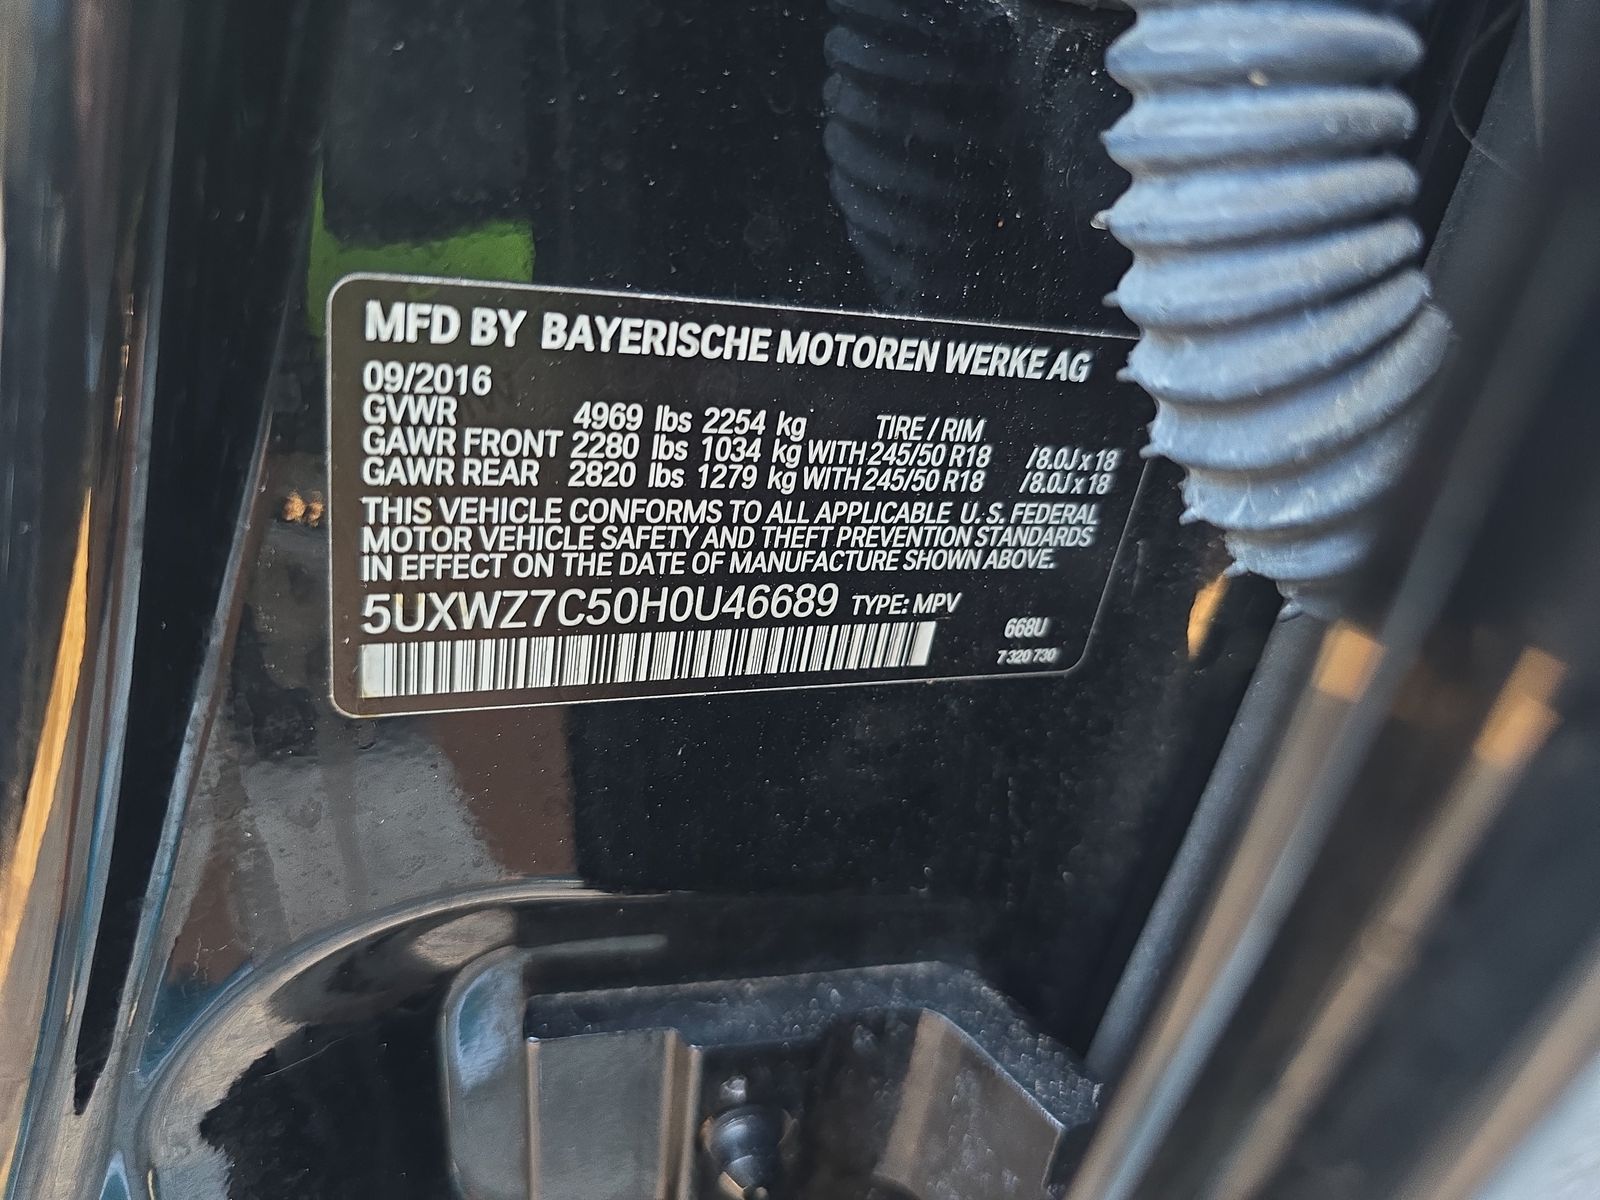 MFD BY BAYERISCHE MOTOREN WERKE AG
09/2016
GVWR 4969 lbs 2254 kg TIRE / RIM
GAWR FRONT 2280 lbs 1034 kg WITH 245/50 R18 /8.0J x 18
GAWR REAR 2820 lbs 1279 kg WITH 245/50 R18 /8.0J x 18
THIS VEHICLE CONFORMS TO ALL APPLICABLE U.S. FEDERAL
MOTOR VEHICLE SAFETY AND THEFT PREVENTION STANDARDS
IN EFFECT ON THE DATE OF MANUFACTURE SHOWN ABOVE.
5UXWZ7C50H0U46689 TYPE: MPV
668U
7 320 730